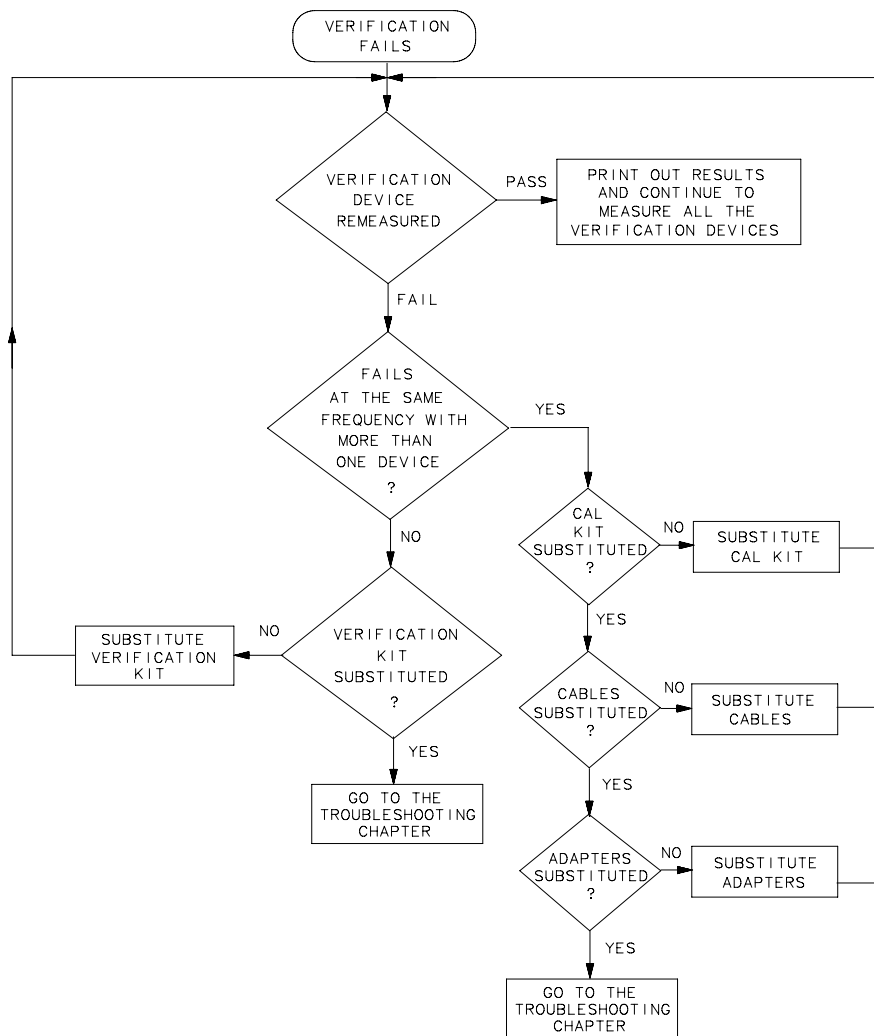 VERIFICATION
FAILS
VERIFICATION
DEVICE
REMEASURED
PASS
PRINT OUT RESULTS
AND CONTINUE TO
MEASURE ALL THE
VERIFICATION DEVICES
FAIL
FAILS
AT THE SAME
FREQUENCY WITH
MORE THAN
ONE DEVICE
?
YES
NO
CAL
KIT
SUBSTITUTED
?
NO
SUBSTITUTE
CAL KIT
YES
VERIFICATION
KIT
SUBSTITUTED
?
NO
SUBSTITUTE
VERIFICATION
KIT
YES
GO TO THE
TROUBLESHOOTING
CHAPTER
CABLES
SUBSTITUTED
?
NO
SUBSTITUTE
CABLES
YES
ADAPTERS
SUBSTITUTED
?
NO
SUBSTITUTE
ADAPTERS
YES
GO TO THE
TROUBLESHOOTING
CHAPTER